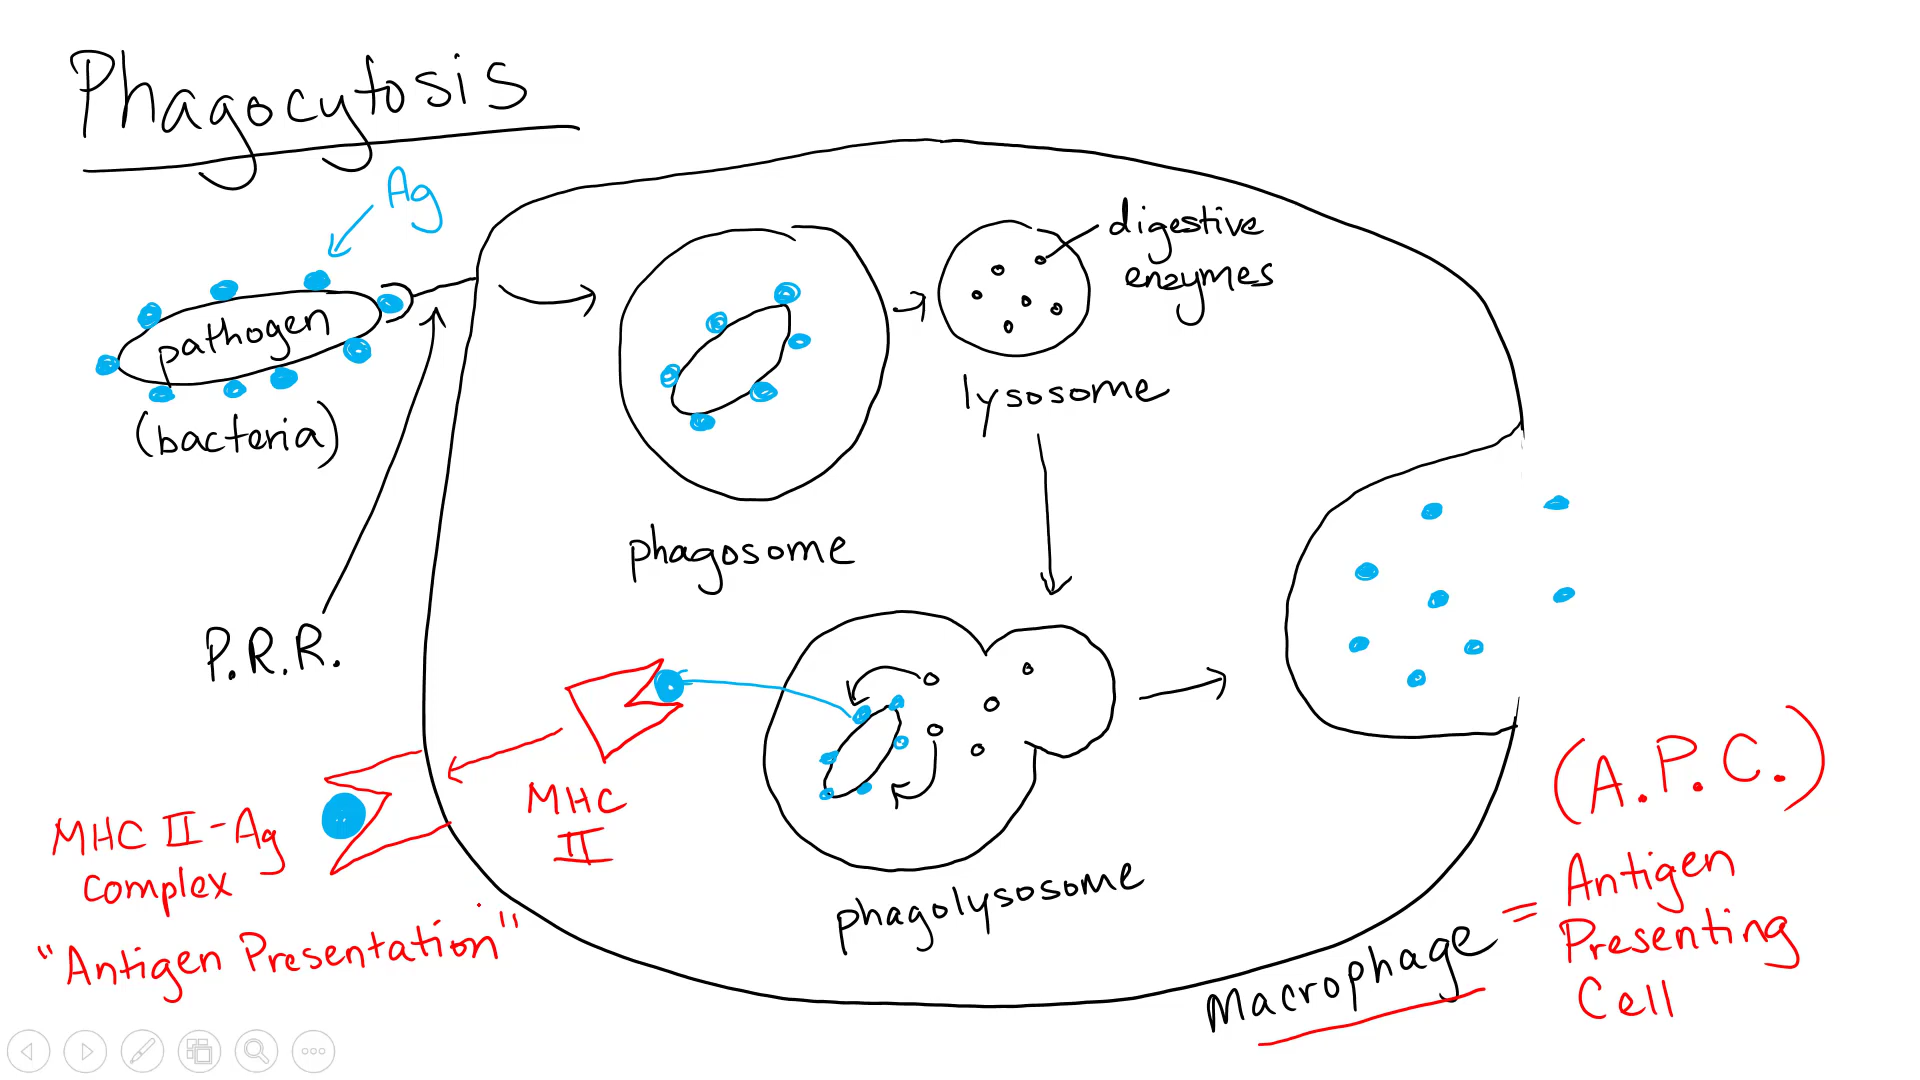 Phagocytosis
Ag
pathogen
(bacteria)
P.R.R.
digestive
enzymes
lysosome
phagosome
phagolysosome
MHC
II
MHC II-Ag
complex
"Antigen Presentation"
Macrophage =
(A.P.C.)
Antigen
Presenting
Cell